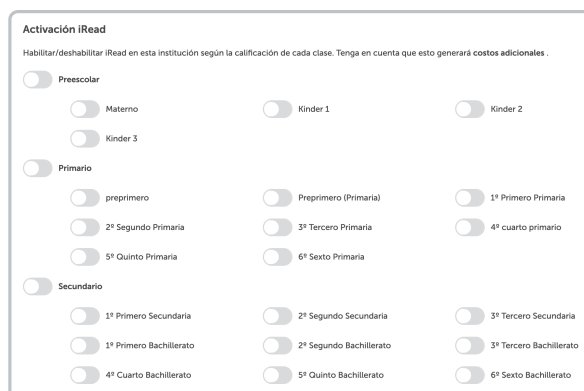 Activación iRead
Habilitar/deshabilitar iRead en esta institución según la calificación de cada clase. Tenga en cuenta que esto generará costos adicionales .
Preescolar
Materno Kinder 1 Kinder 2
Kinder 3
Primario
preprimero Preprimero (Primaria) 1º Primero Primaria
2º Segundo Primaria 3º Tercero Primaria 4º cuarto primario
5º Quinto Primaria 6º Sexto Primaria
Secundario
1º Primero Secundaria 2º Segundo Secundaria 3º Tercero Secundaria
1º Primero Bachillerato 2º Segundo Bachillerato 3º Tercero Bachillerato
4º Cuarto Bachillerato 5º Quinto Bachillerato 6º Sexto Bachillerato